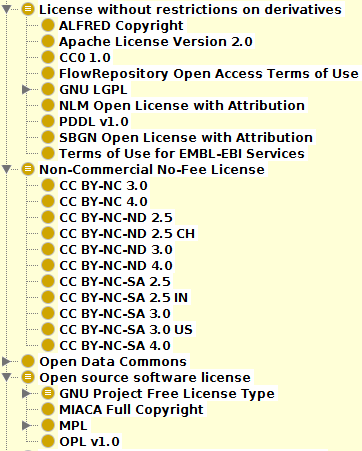 License without restrictions on derivatives
ALFRED Copyright
Apache License Version 2.0
CC0 1.0
FlowRepository Open Access Terms of Use
GNU LGPL
NLM Open License with Attribution
PDDL v1.0
SBGN Open License with Attribution
Terms of Use for EMBL-EBI Services
Non-Commercial No-Fee License
CC BY-NC 3.0
CC BY-NC 4.0
CC BY-NC-ND 2.5
CC BY-NC-ND 2.5 CH
CC BY-NC-ND 3.0
CC BY-NC-ND 4.0
CC BY-NC-SA 2.5
CC BY-NC-SA 2.5 IN
CC BY-NC-SA 3.0
CC BY-NC-SA 3.0 US
CC BY-NC-SA 4.0
Open Data Commons
Open source software license
GNU Project Free License Type
MIACA Full Copyright
MPL
OPL v1.0